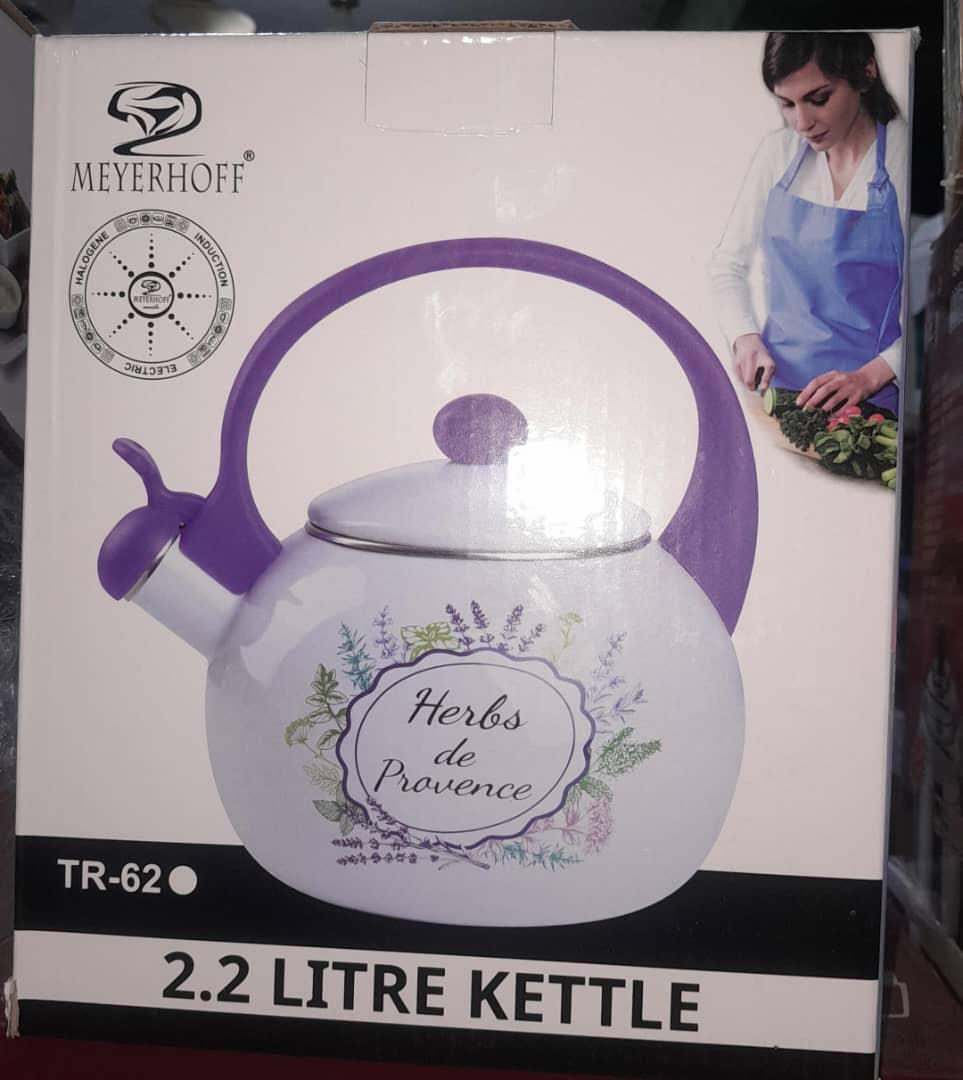 MEYERHOFF®
HALOGENE
INDUCTION
ELECTRIC
MEYERHOFF
Herbs
de
Provence
TR-62
2.2 LITRE KETTLE